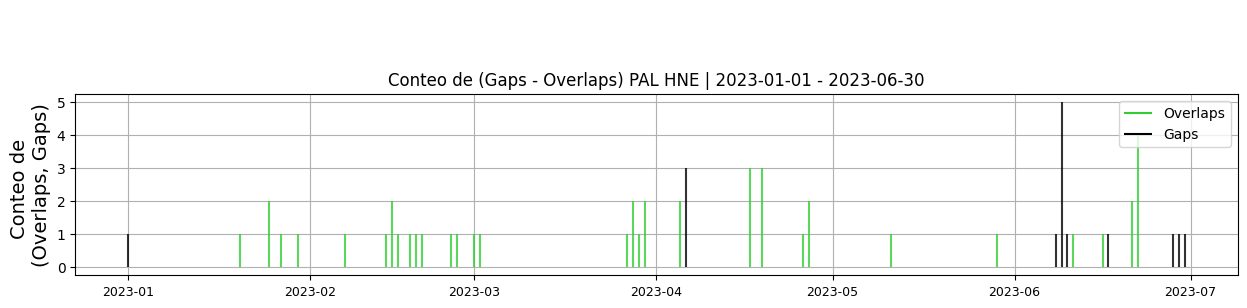 Conteo de (Gaps - Overlaps) PAL HNE | 2023-01-01 - 2023-06-30
Conteo de
(Overlaps, Gaps)
5
4
3
2
1
0
Overlaps
Gaps
2023-01
2023-02
2023-03
2023-04
2023-05
2023-06
2023-07